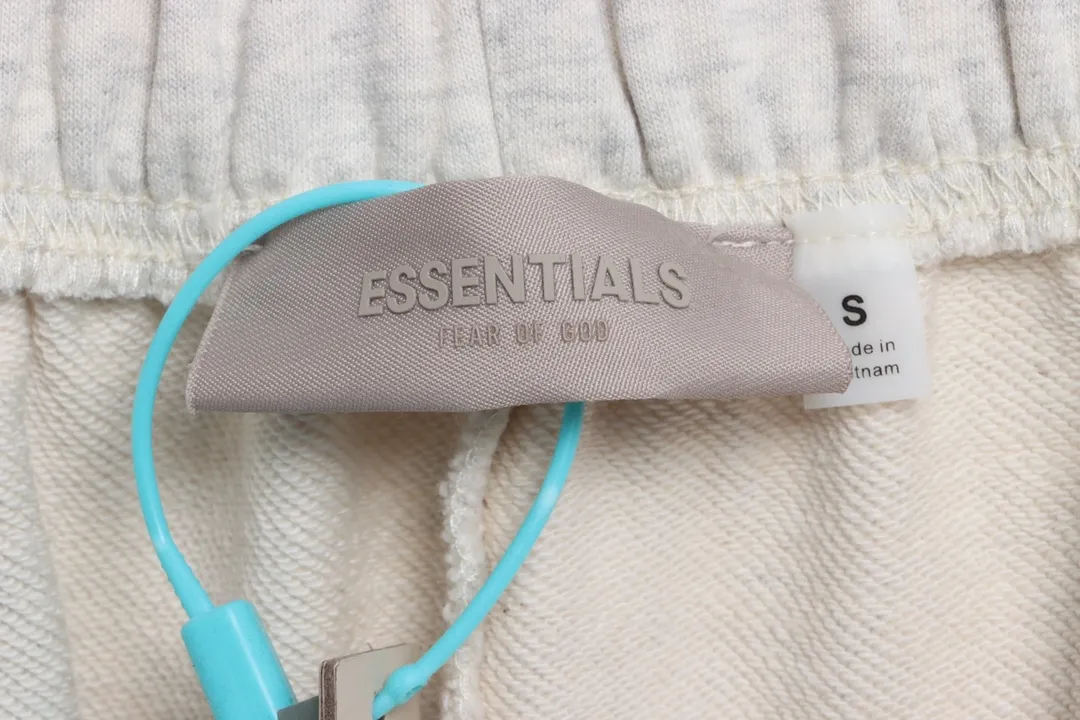 ESSENTIALS
FEAR OF GOD
S
de in
tnam